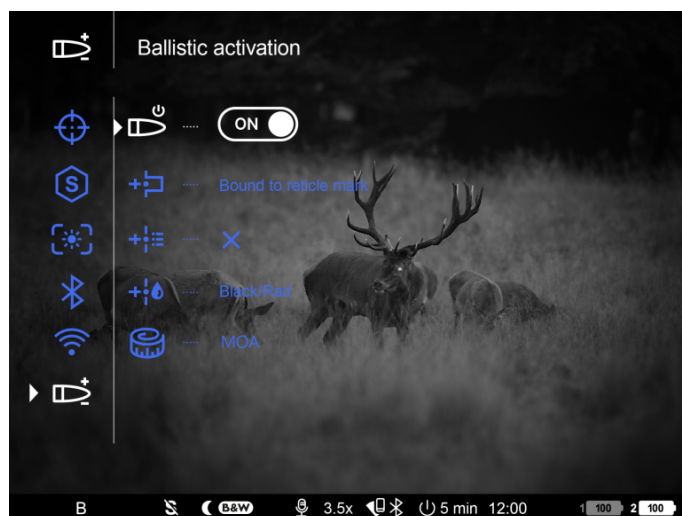 Ballistic activation
ON
S
Bound to reticle mark
Black/Red
MOA
B S B&W 3.5x 5 min 12:00 1 100 2 100